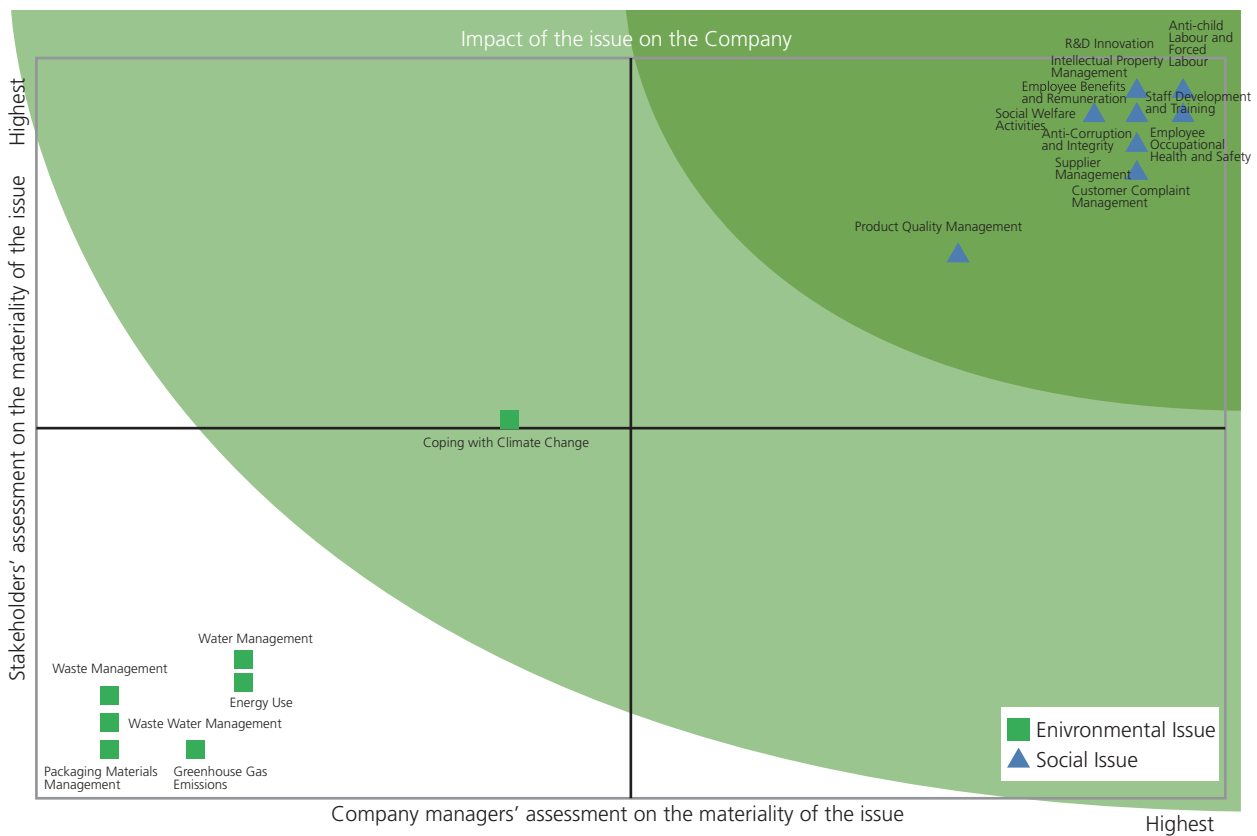 Impact of the issue on the Company
Anti-child
Labour and
Forced
Labour
R&D Innovation
Intellectual Property
Management
Employee Benefits
and Remuneration
Staff Development
and Training
Social Welfare
Activities
Anti-Corruption
and Integrity
Employee
Occupational
Health and Safety
Supplier
Management
Customer Complaint
Management
Product Quality Management
Highest
Stakeholders’ assessment on the materiality of the issue
Coping with Climate Change
Water Management
Waste Management
Energy Use
Waste Water Management
Packaging Materials
Management
Greenhouse Gas
Emissions
Enivronmental Issue
Social Issue
Company managers’ assessment on the materiality of the issue
Highest